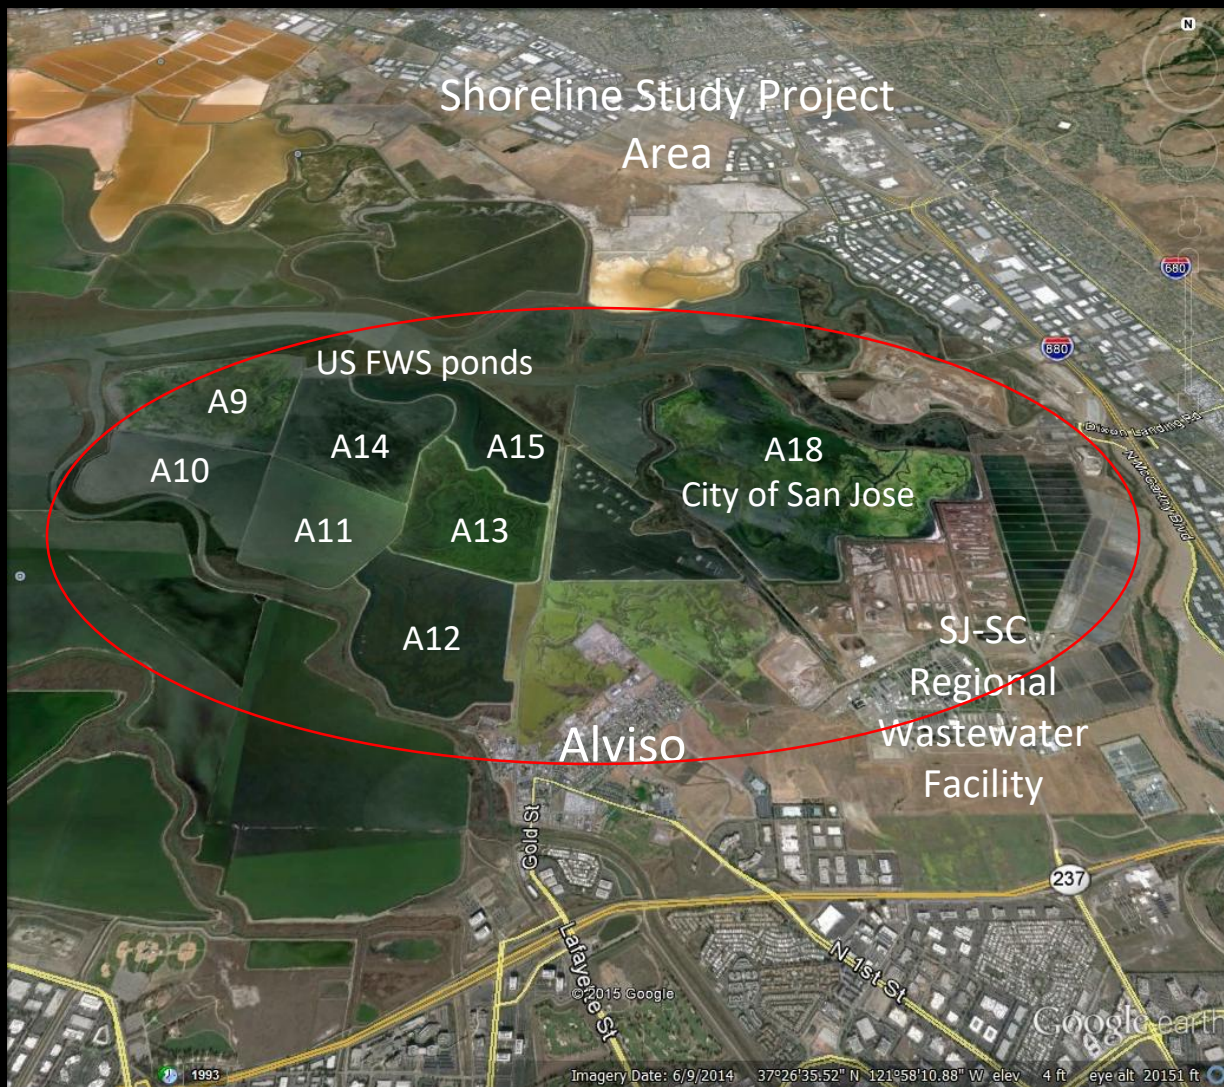 N
Shoreline Study Project
Area
680
880
US FWS ponds
A9
A14
A15
A18
City of San Jose
Dixon Landing Rd
N McCarthy Blvd
A10
A11
A13
A12
SJ-SC
Regional
Wastewater
Facility
Alviso
Gold St
237
Lafayette St
N 1st St
©2015 Google
Google earth
1993
Imagery Date: 6/9/2014 37°26'35.52" N 121°58'10.88" W elev 4 ft eye alt 20151 ft